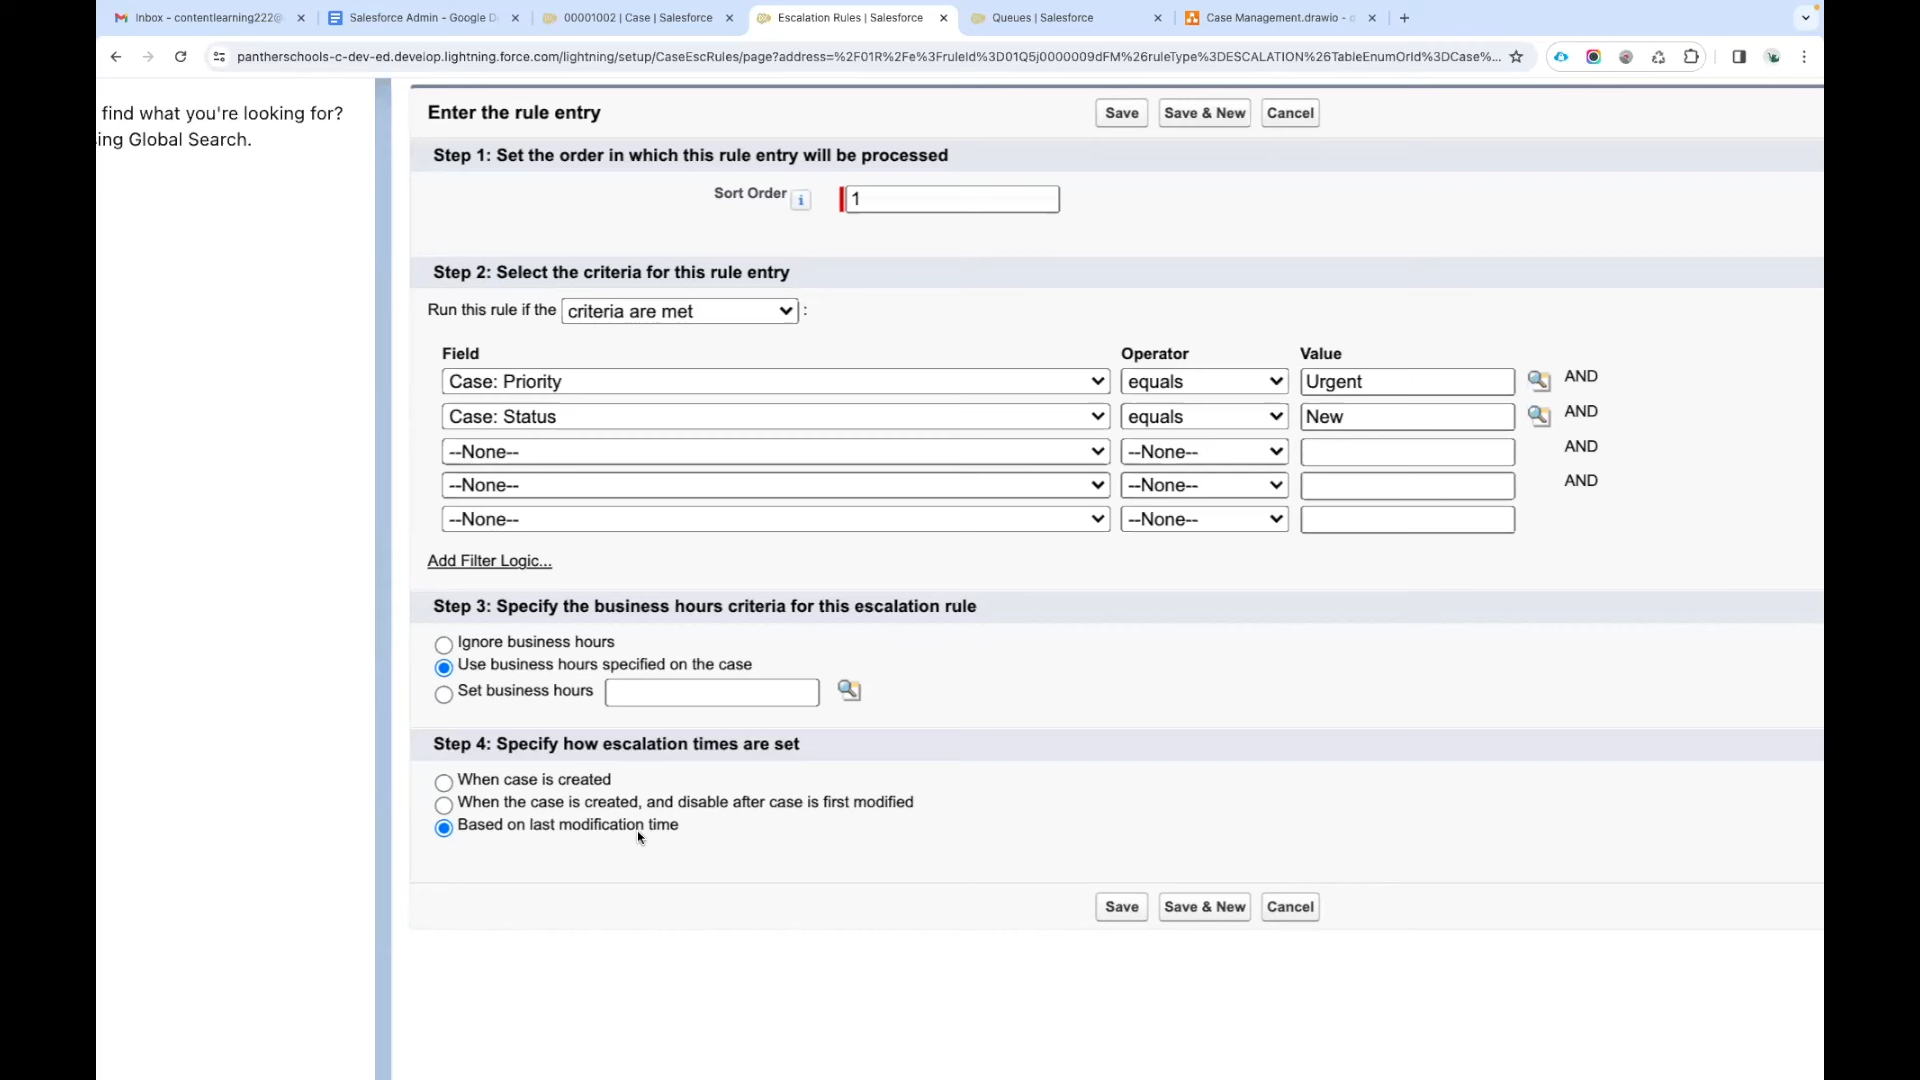 Inbox - contentlearning222@
Salesforce Admin - Google D
00001002 | Case | Salesforce
Escalation Rules | Salesforce
Queues | Salesforce
Case Management.drawio -
pantherschools-c-dev-ed.develop.lightning.force.com/lightning/setup/CaseEscRules/page?address=%2F01R%2Fe%3FruleId%3D01Q5j0000009dFM%26ruleType%3DESCALATION%26TableEnumOrId%3DCase%...
find what you're looking for?
ing Global Search.
Enter the rule entry
Save
Save & New
Cancel
Step 1: Set the order in which this rule entry will be processed
Sort Order
i
1
Step 2: Select the criteria for this rule entry
Run this rule if the criteria are met :
Field Operator Value
Case: Priority equals Urgent AND
Case: Status equals New AND
--None-- --None-- AND
--None-- --None-- AND
--None-- --None--
Add Filter Logic...
Step 3: Specify the business hours criteria for this escalation rule
Ignore business hours
Use business hours specified on the case
Set business hours
Step 4: Specify how escalation times are set
When case is created
When the case is created, and disable after case is first modified
Based on last modification time
Save
Save & New
Cancel